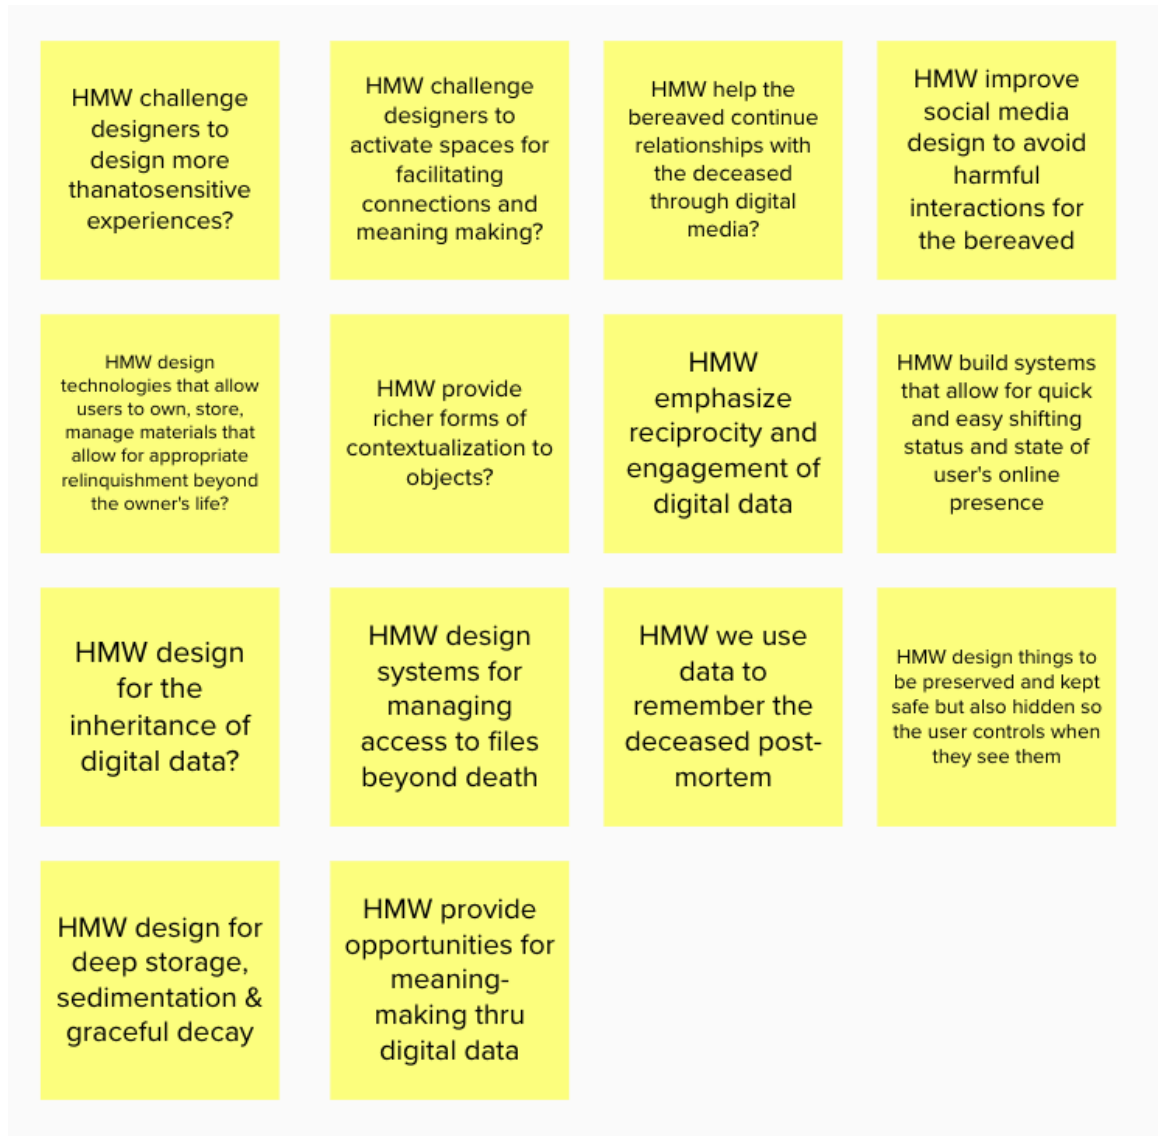 HMW challenge
designers to
design more
thanatosensitive
experiences?
HMW challenge
designers to
activate spaces for
facilitating
connections and
meaning making?
HMW help the
bereaved continue
relationships with
the deceased
through digital
media?
HMW improve
social media
design to avoid
harmful
interactions for
the bereaved
HMW design
technologies that allow
users to own, store,
manage materials that
allow for appropriate
relinquishment beyond
the owner's life?
HMW provide
richer forms of
contextualization to
objects?
HMW
emphasize
reciprocity and
engagement of
digital data
HMW build systems
that allow for quick
and easy shifting
status and state of
user's online
presence
HMW design
for the
inheritance of
digital data?
HMW design
systems for
managing
access to files
beyond death
HMW we use
data to
remember the
deceased post-
mortem
HMW design things to
be preserved and kept
safe but also hidden so
the user controls when
they see them
HMW design for
deep storage,
sedimentation &
graceful decay
HMW provide
opportunities for
meaning-
making thru
digital data